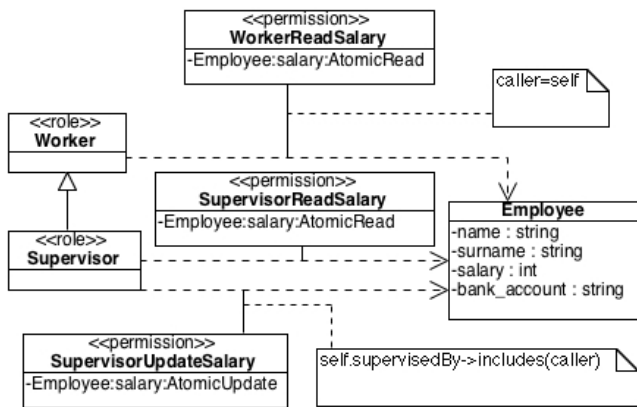 <<permission>>
WorkerReadSalary
-Employee:salary:AtomicRead
caller=self
<<role>>
Worker
<<permission>>
SupervisorReadSalary
-Employee:salary:AtomicRead
Employee
-name : string
-surname : string
-salary : int
-bank_account : string
<<role>>
Supervisor
<<permission>>
SupervisorUpdateSalary
-Employee:salary:AtomicUpdate
self.supervisedBy->includes(caller)